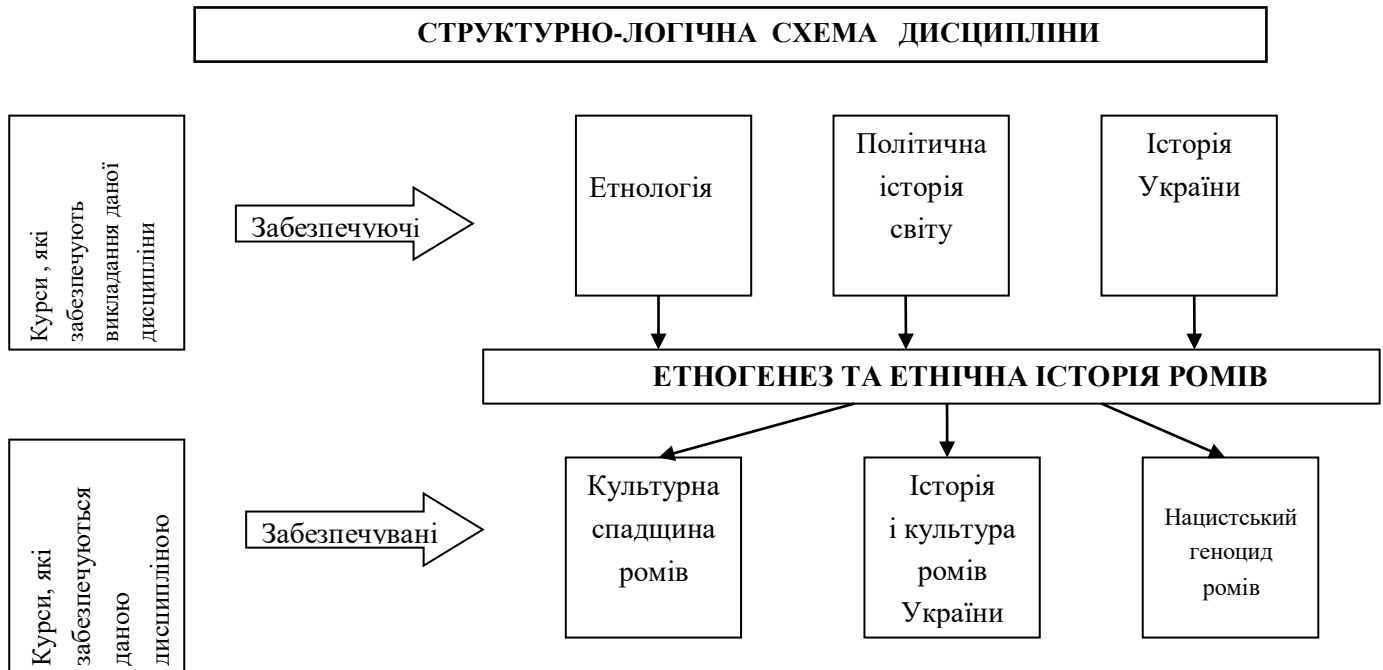 СТРУКТУРНО-ЛОГІЧНА СХЕМА ДИСЦИПЛІНИ
Курси , які
забезпечують
викладання даної
дисципліни
Забезпечуючі
Етнологія
Політична
історія
світу
Історія
України
ЕТНОГЕНЕЗ ТА ЕТНІЧНА ІСТОРІЯ РОМІВ
Курси, які
забезпечуються
даною
дисципліною
Забезпечувані
Культурна
спадщина
ромів
Історія
і культура
ромів
України
Нацистський
геноцид
ромів